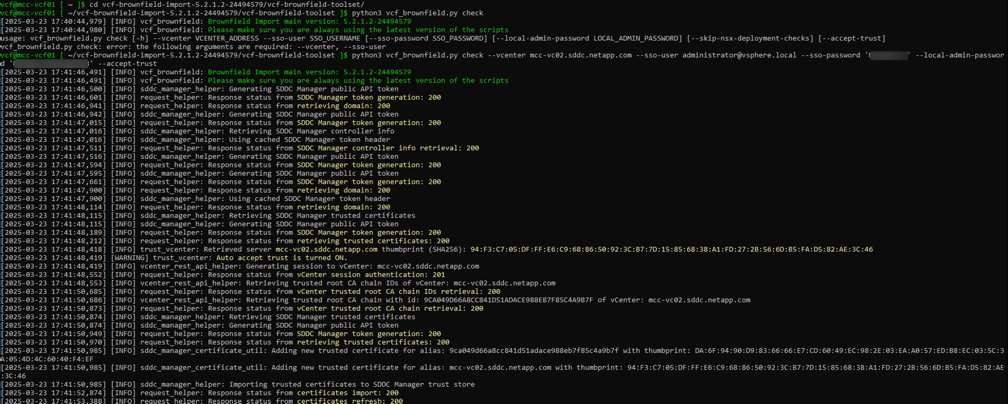 vcf@mcc-vcf01 [ ~ ]$ cd vcf-brownfield-import-5.2.1.2-24494579/vcf-brownfield-toolset/
vcf@mcc-vcf01 [ ~/vcf-brownfield-import-5.2.1.2-24494579/vcf-brownfield-toolset ]$ python3 vcf_brownfield.py check
[2025-03-23 17:40:44,979] [INFO] vcf_brownfield: Brownfield Import main version: 5.2.1.2-24494579
[2025-03-23 17:40:44,980] [INFO] vcf_brownfield: Please make sure you are always using the latest version of the scripts
usage: vcf_brownfield.py check [-h] --vcenter VCENTER_ADDRESS --sso-user SSO_USERNAME [--sso-password SSO_PASSWORD] [--local-admin-password LOCAL_ADMIN_PASSWORD] [--skip-nsx-deployment-checks] [--accept-trust]
vcf_brownfield.py check: error: the following arguments are required: --vcenter, --sso-user
vcf@mcc-vcf01 [ ~/vcf-brownfield-import-5.2.1.2-24494579/vcf-brownfield-toolset ]$ python3 vcf_brownfield.py check --vcenter mcc-vc02.sddc.netapp.com --sso-user administrator@vsphere.local --sso-password ' ' --local-admin-passwor
d ' ' --accept-trust
[2025-03-23 17:41:46,491] [INFO] vcf_brownfield: Brownfield Import main version: 5.2.1.2-24494579
[2025-03-23 17:41:46,491] [INFO] vcf_brownfield: Please make sure you are always using the latest version of the scripts
[2025-03-23 17:41:46,500] [INFO] sddc_manager_helper: Generating SDDC Manager public API token
[2025-03-23 17:41:46,601] [INFO] request_helper: Response status from SDDC Manager token generation: 200
[2025-03-23 17:41:46,941] [INFO] request_helper: Response status from retrieving domain: 200
[2025-03-23 17:41:46,942] [INFO] sddc_manager_helper: Generating SDDC Manager public API token
[2025-03-23 17:41:47,015] [INFO] request_helper: Response status from SDDC Manager token generation: 200
[2025-03-23 17:41:47,016] [INFO] sddc_manager_helper: Retrieving SDDC Manager controller info
[2025-03-23 17:41:47,016] [INFO] sddc_manager_helper: Using cached SDDC Manager token header
[2025-03-23 17:41:47,511] [INFO] request_helper: Response status from SDDC Manager controller info retrieval: 200
[2025-03-23 17:41:47,516] [INFO] sddc_manager_helper: Generating SDDC Manager public API token
[2025-03-23 17:41:47,594] [INFO] request_helper: Response status from SDDC Manager token generation: 200
[2025-03-23 17:41:47,595] [INFO] sddc_manager_helper: Generating SDDC Manager public API token
[2025-03-23 17:41:47,661] [INFO] request_helper: Response status from SDDC Manager token generation: 200
[2025-03-23 17:41:47,900] [INFO] request_helper: Response status from retrieving domain: 200
[2025-03-23 17:41:47,900] [INFO] sddc_manager_helper: Using cached SDDC Manager token header
[2025-03-23 17:41:48,114] [INFO] request_helper: Response status from retrieving domain: 200
[2025-03-23 17:41:48,115] [INFO] sddc_manager_helper: Retrieving SDDC Manager trusted certificates
[2025-03-23 17:41:48,115] [INFO] sddc_manager_helper: Generating SDDC Manager public API token
[2025-03-23 17:41:48,189] [INFO] request_helper: Response status from SDDC Manager token generation: 200
[2025-03-23 17:41:48,212] [INFO] request_helper: Response status from retrieving trusted certificates: 200
[2025-03-23 17:41:48,418] [INFO] trust_vcenter: Retrieved server mcc-vc02.sddc.netapp.com thumbprint (SHA256): 94:F3:C7:05:DF:FF:E6:C9:68:86:50:92:3C:B7:7D:15:85:68:38:A1:FD:27:2B:56:6D:B5:FA:D5:82:AE:3C:46
[2025-03-23 17:41:48,419] [WARNING] trust_vcenter: Auto accept trust is turned ON.
[2025-03-23 17:41:48,419] [INFO] vcenter_rest_api_helper: Generating session to vCenter: mcc-vc02.sddc.netapp.com
[2025-03-23 17:41:48,552] [INFO] request_helper: Response status from vCenter session authentication: 201
[2025-03-23 17:41:48,553] [INFO] vcenter_rest_api_helper: Retrieving trusted root CA chain IDs of vCenter: mcc-vc02.sddc.netapp.com
[2025-03-23 17:41:50,685] [INFO] request_helper: Response status from vCenter trusted root CA chain IDs retrieval: 200
[2025-03-23 17:41:50,686] [INFO] vcenter_rest_api_helper: Retrieving trusted root CA chain with id: 9CA049D66A8CC841D51ADACE988EB7F85C4A9B7F of vCenter: mcc-vc02.sddc.netapp.com
[2025-03-23 17:41:50,873] [INFO] request_helper: Response status from vCenter trusted root CA chain retrieval: 200
[2025-03-23 17:41:50,874] [INFO] sddc_manager_helper: Retrieving SDDC Manager trusted certificates
[2025-03-23 17:41:50,874] [INFO] sddc_manager_helper: Generating SDDC Manager public API token
[2025-03-23 17:41:50,949] [INFO] request_helper: Response status from SDDC Manager token generation: 200
[2025-03-23 17:41:50,970] [INFO] request_helper: Response status from retrieving trusted certificates: 200
[2025-03-23 17:41:50,985] [INFO] sddc_manager_certificate_util: Adding new trusted certificate for alias: 9ca049d66a8cc841d51adace988eb7f85c4a9b7f with thumbprint: DA:6F:94:90:D9:83:66:66:E7:CD:60:49:EC:98:2E:03:EA:A0:57:ED:B8:EC:03:5C:3
A:05:4D:4C:60:40:F4:EF
[2025-03-23 17:41:50,985] [INFO] sddc_manager_certificate_util: Adding new trusted certificate for alias: mcc-vc02.sddc.netapp.com with thumbprint: 94:F3:C7:05:DF:FF:E6:C9:68:86:50:92:3C:B7:7D:15:85:68:38:A1:FD:27:2B:56:6D:B5:FA:D5:82:AE
:3C:46
[2025-03-23 17:41:50,985] [INFO] sddc_manager_helper: Importing trusted certificates to SDDC Manager trust store
[2025-03-23 17:41:52,874] [INFO] request_helper: Response status from certificates import: 200
[2025-03-23 17:41:53,388] [INFO] request_helper: Response status from certificates refresh: 200